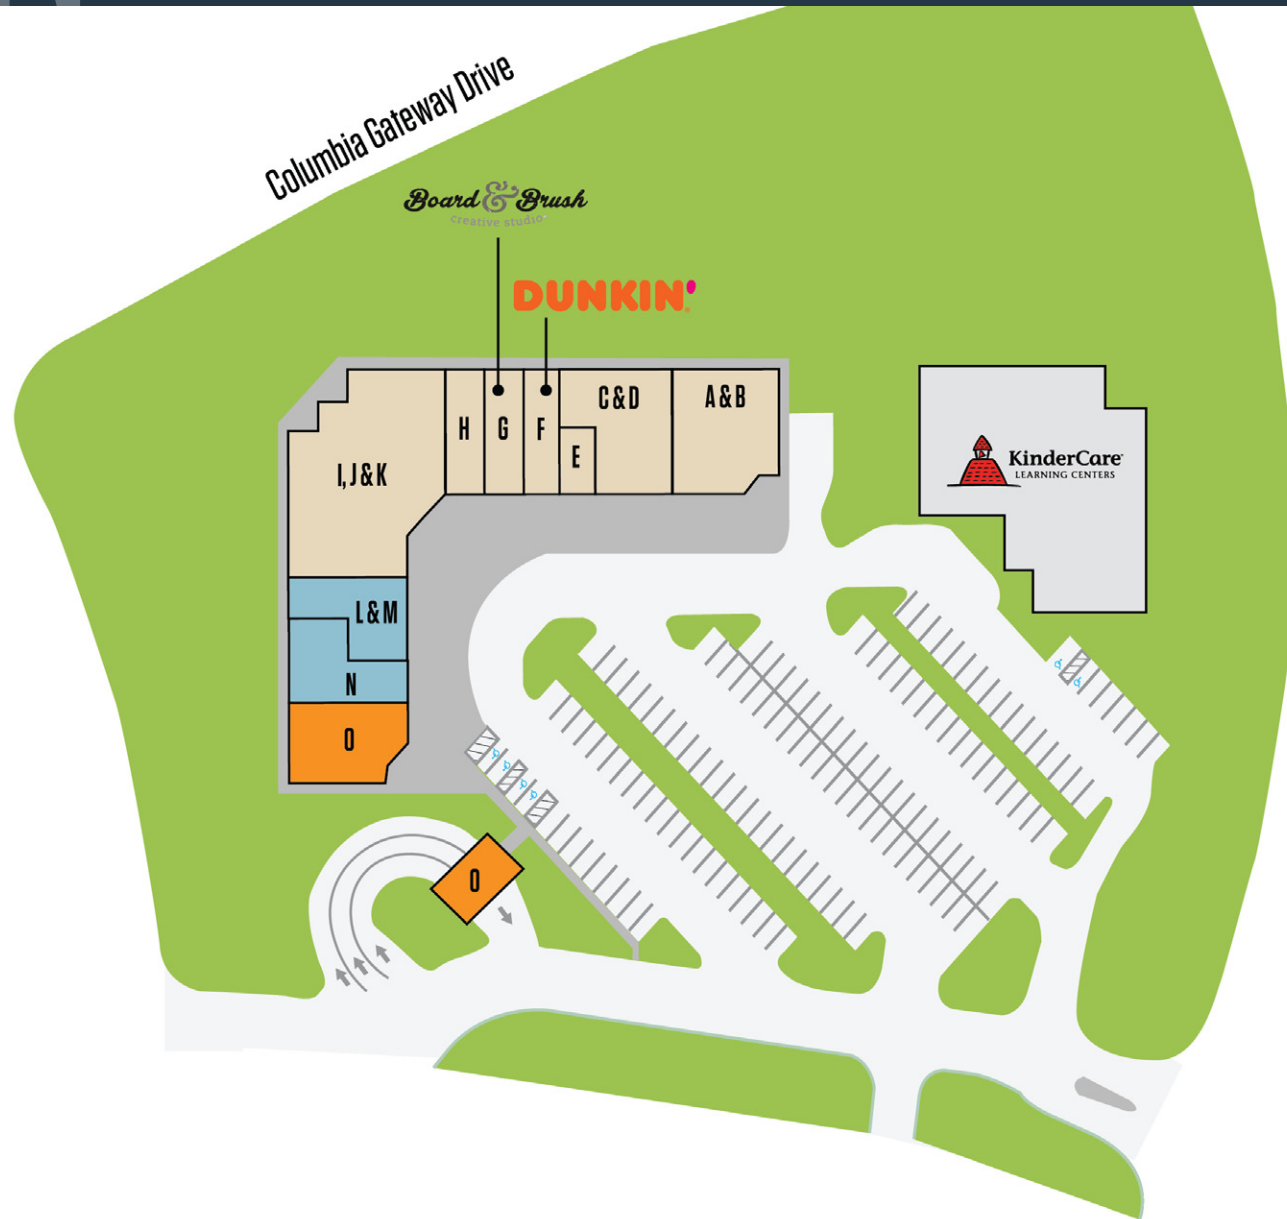 Columbia Gateway Drive
Board & Brush
creative studio
DUNKIN'
C&D
A&B
H
G
F
E
I, J & K
KinderCare
LEARNING CENTERS
L&M
N
O
O